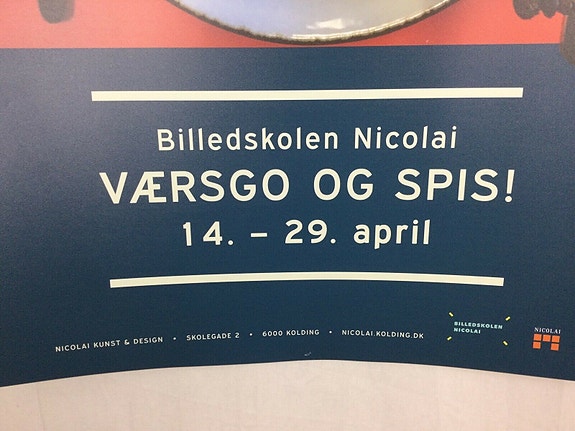 Billedskolen Nicolai
VÆRSGO OG SPIS!
14. – 29. april
NICOLAI KUNST & DESIGN • SKOLEGADE 2 • 6000 KOLDING • NICOLAI.KOLDING.DK
BILLEDSKOLEN
NICOLAI
NICOLAI